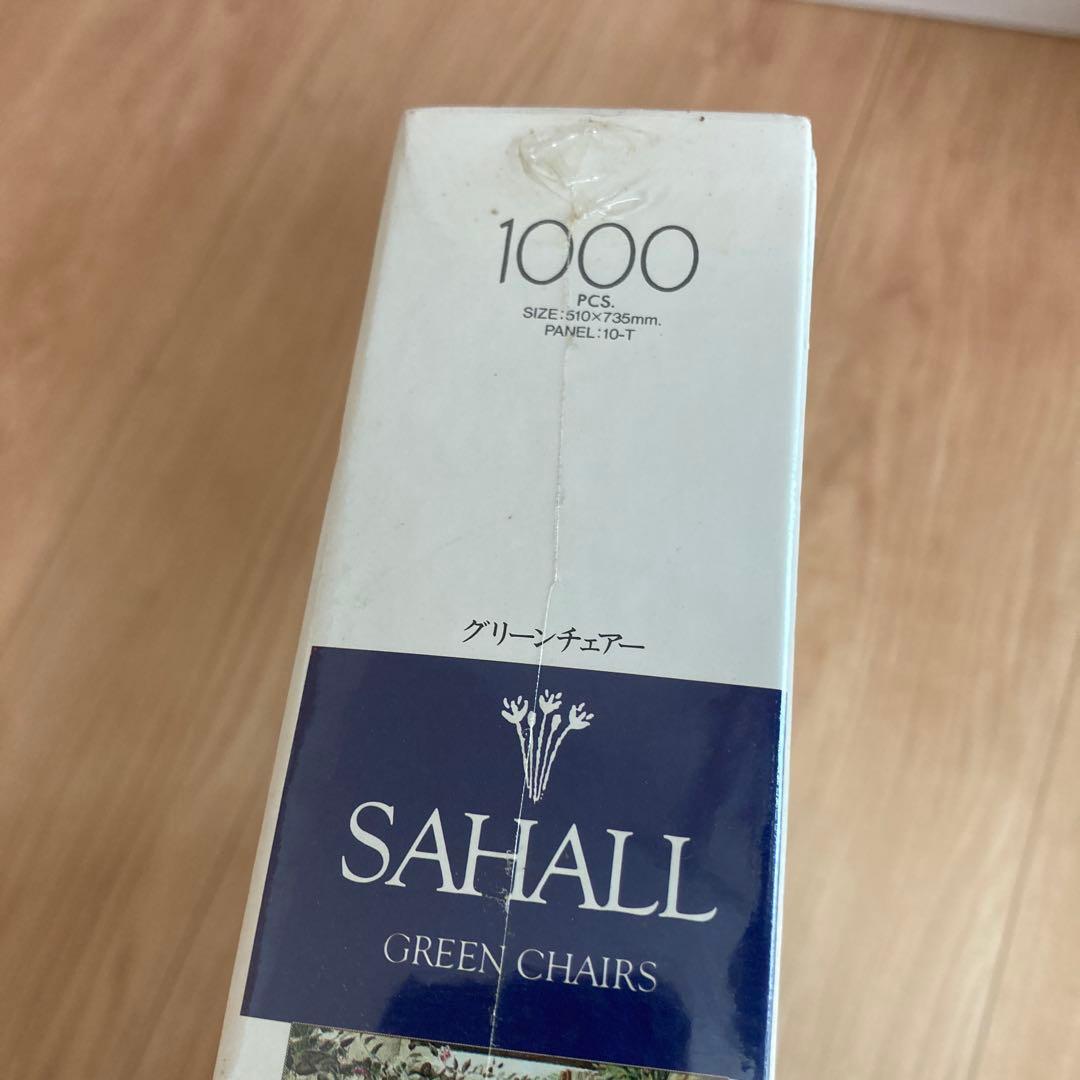 1000
PCS.
SIZE:510×735mm.
PANEL:10-T
グリーンチェアー
SAHALL
GREEN CHAIRS